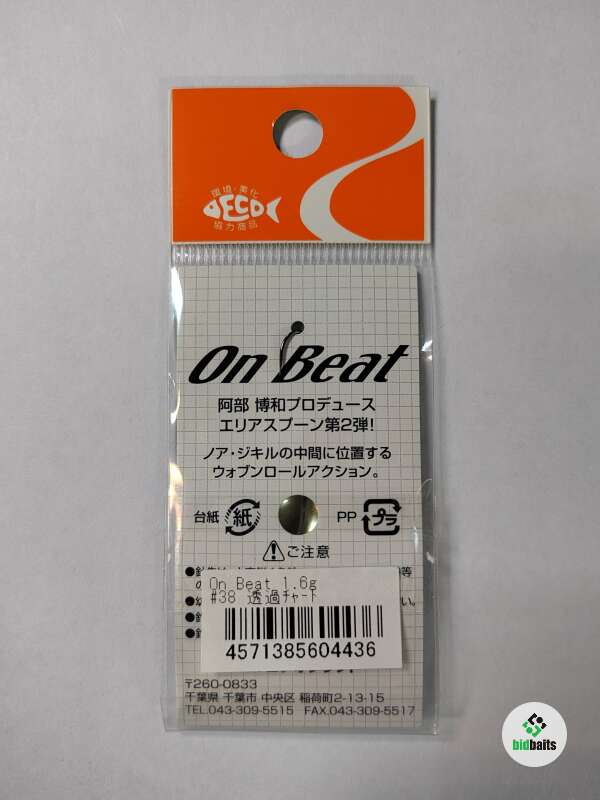 環境・美化
ECO
協力商品
On Beat
阿部 博和プロデュース
エリアスプーン第2弾!
ノア・ジキルの中間に位置する
ウォブンロールアクション。
台紙 紙 PP プラ
ご注意
On Beat 1.6g
#38 透過チャート
4571385604436
〒260-0833
千葉県 千葉市 中央区 稲荷町2-13-15
TEL.043-309-5515 FAX.043-309-5517
bidbaits